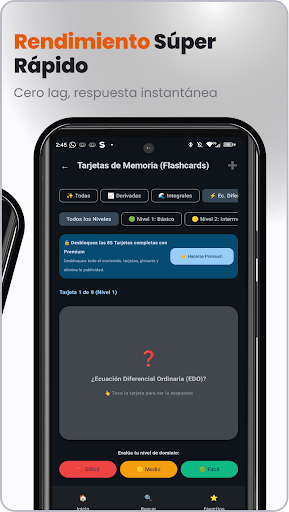 Rendimiento Súper
Rápido
Cero lag, respuesta instantánea
2:45
← Tarjetas de Memoria (Flashcards) ➕
✨ Todas 📈 Derivadas 🌊 Integrales ⚡ Ec. Dife
Todos los Niveles 🟢 Nivel 1: Básico 🟡 Nivel 2: Interme
🔒 Desbloquea las 85 Tarjetas completas con
Premium
Desbloquea todo el contenido, tarjetas, glosario y
elimina la publicidad.
⭐ Hacerse Premium
Tarjeta 1 de 8 (Nivel 1)
❓
¿Ecuación Diferencial Ordinaria (EDO)?
👆 Toca la tarjeta para ver la respuesta
Evalúa tu nivel de dominio:
🔴 Difícil 🟡 Medio 🟢 Fácil
Inicio Buscar Favoritos